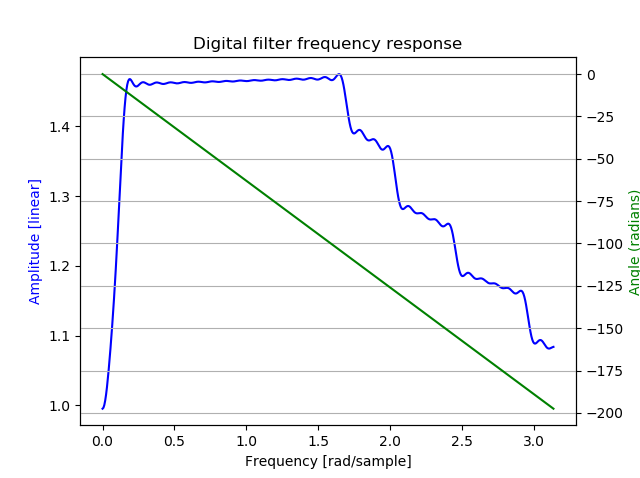 Digital filter frequency response
Amplitude [linear]
1.4
1.3
1.2
1.1
1.0
0
−25
−50
−75
−100
−125
−150
−175
−200
Angle (radians)
0.0 0.5 1.0 1.5 2.0 2.5 3.0
Frequency [rad/sample]